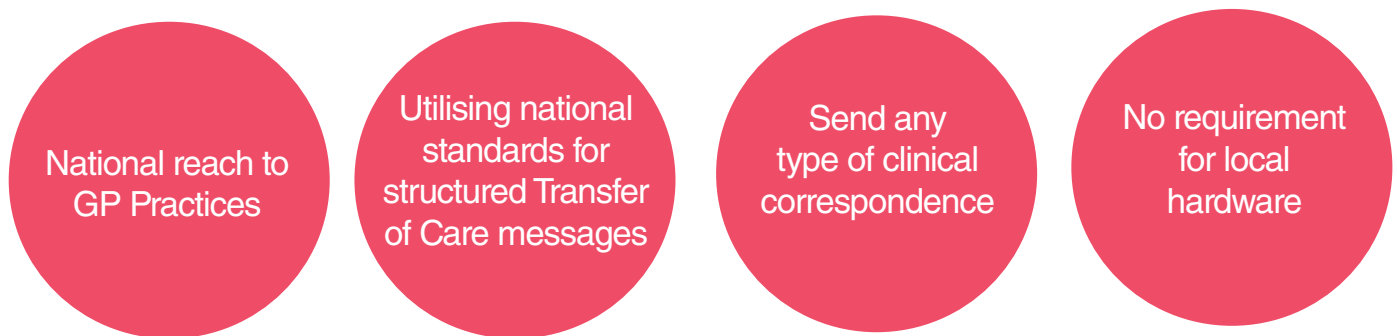 National reach to
GP Practices
Utilising national
standards for
structured Transfer
of Care messages
Send any
type of clinical
correspondence
No requirement
for local
hardware